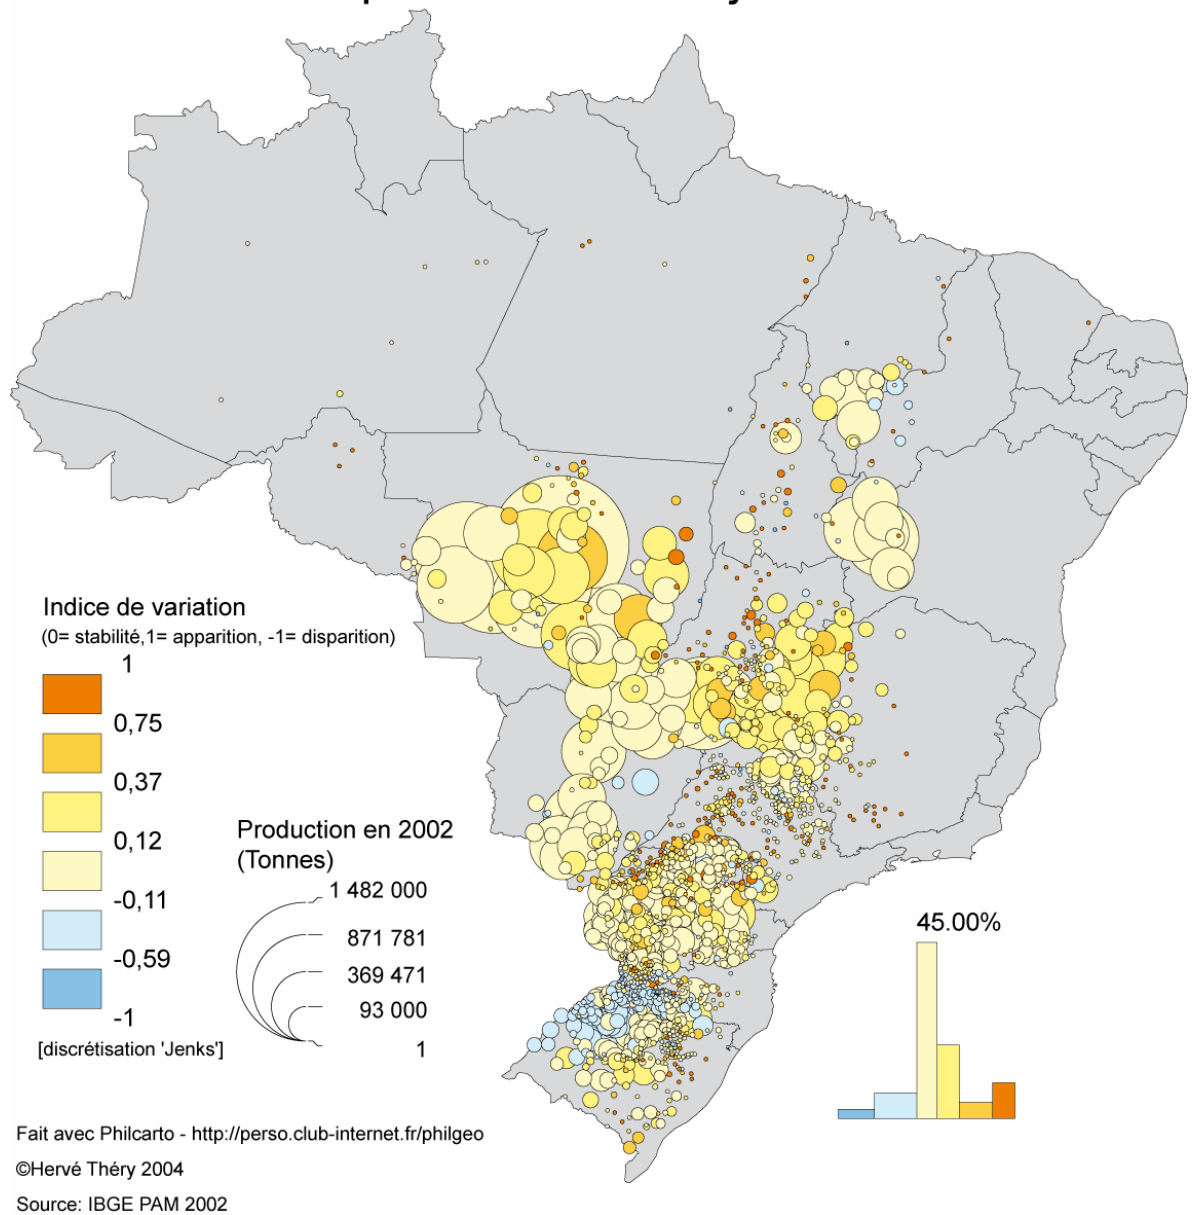 Indice de variation
(0= stabilité,1= apparition, -1= disparition)
1
0,75
0,37
0,12
-0,11
-0,59
-1
[discrétisation 'Jenks']
Production en 2002
(Tonnes)
1 482 000
871 781
369 471
93 000
1
45.00%
Fait avec Philcarto - http://perso.club-internet.fr/philgeo
©Hervé Théry 2004
Source: IBGE PAM 2002